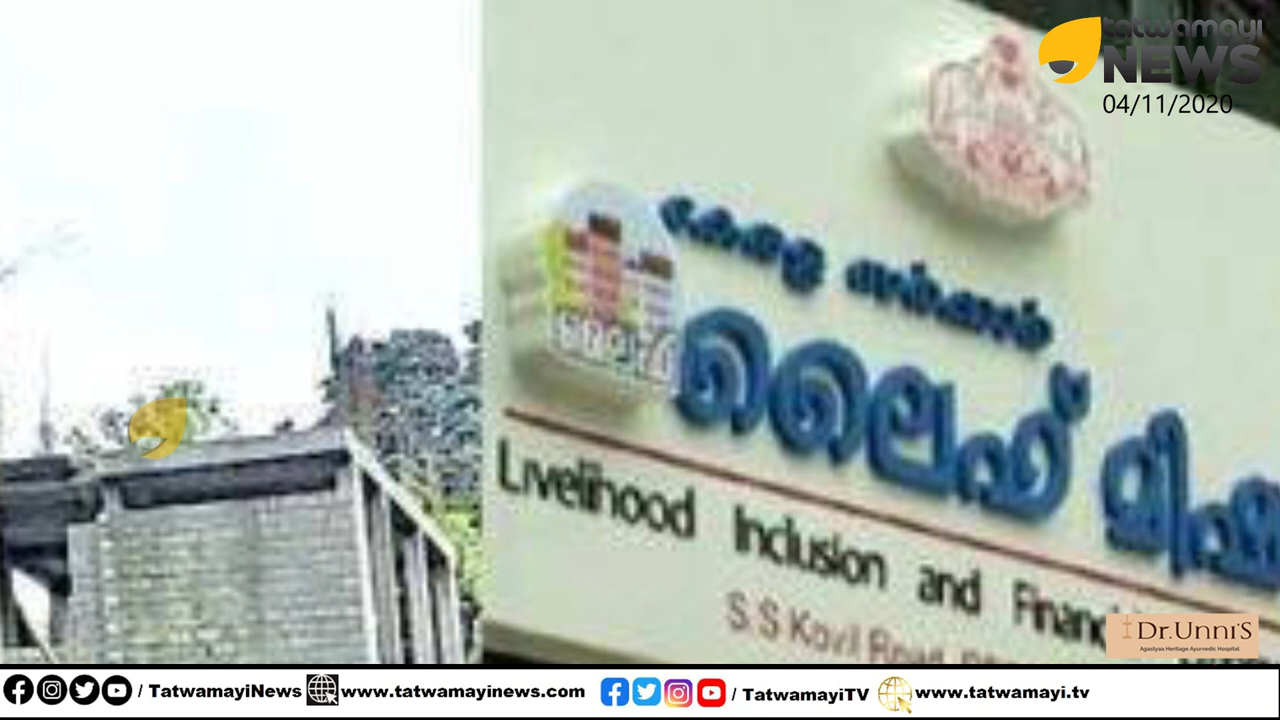 tatwamayi
NEWS
04/11/2020
കേരള സർക്കാർ
ലൈഫ് മിഷ
Livelihood Inclusion and Financ
S.S Kovil Road,
Dr.UNNI'S
Agastyaa Heritage Ayurvedic Hospital
/ TatwamayiNews www.tatwamayinews.com / TatwamayiTV www.tatwamayi.tv